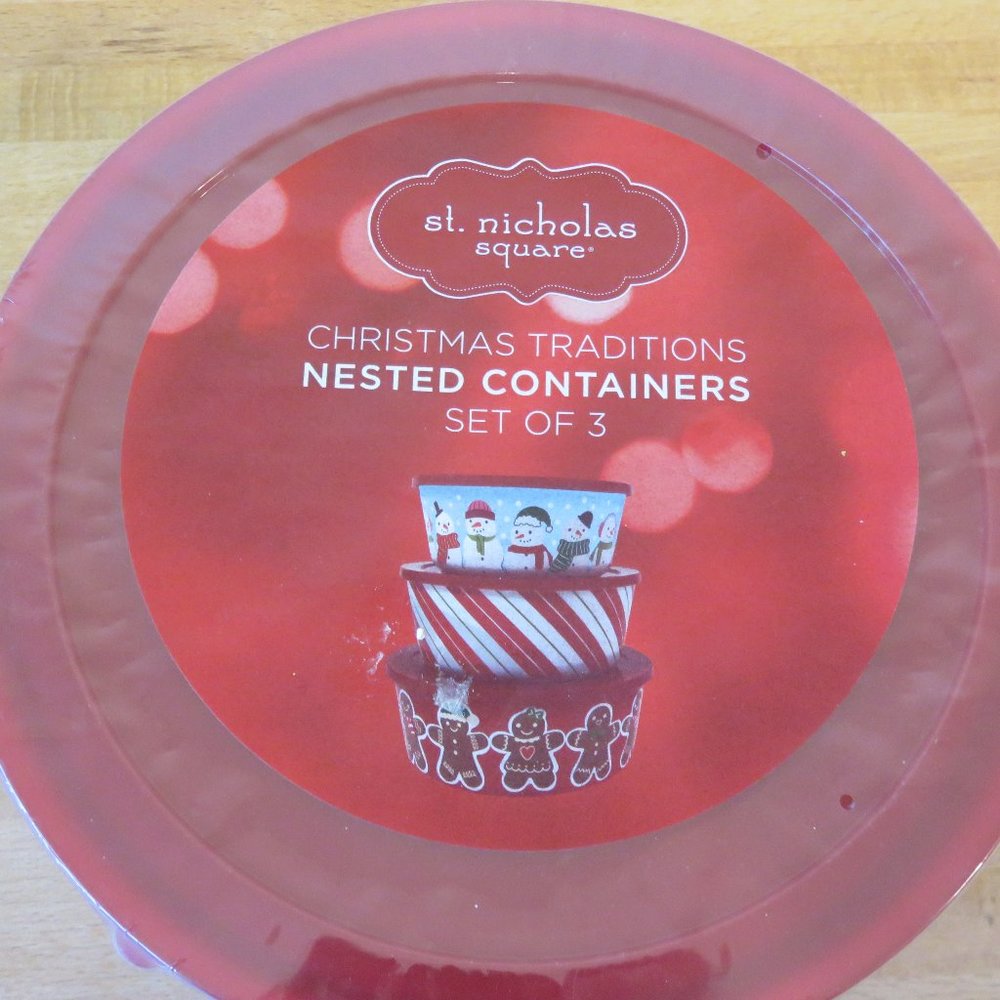 st. nicholas
square®
CHRISTMAS TRADITIONS
NESTED CONTAINERS
SET OF 3